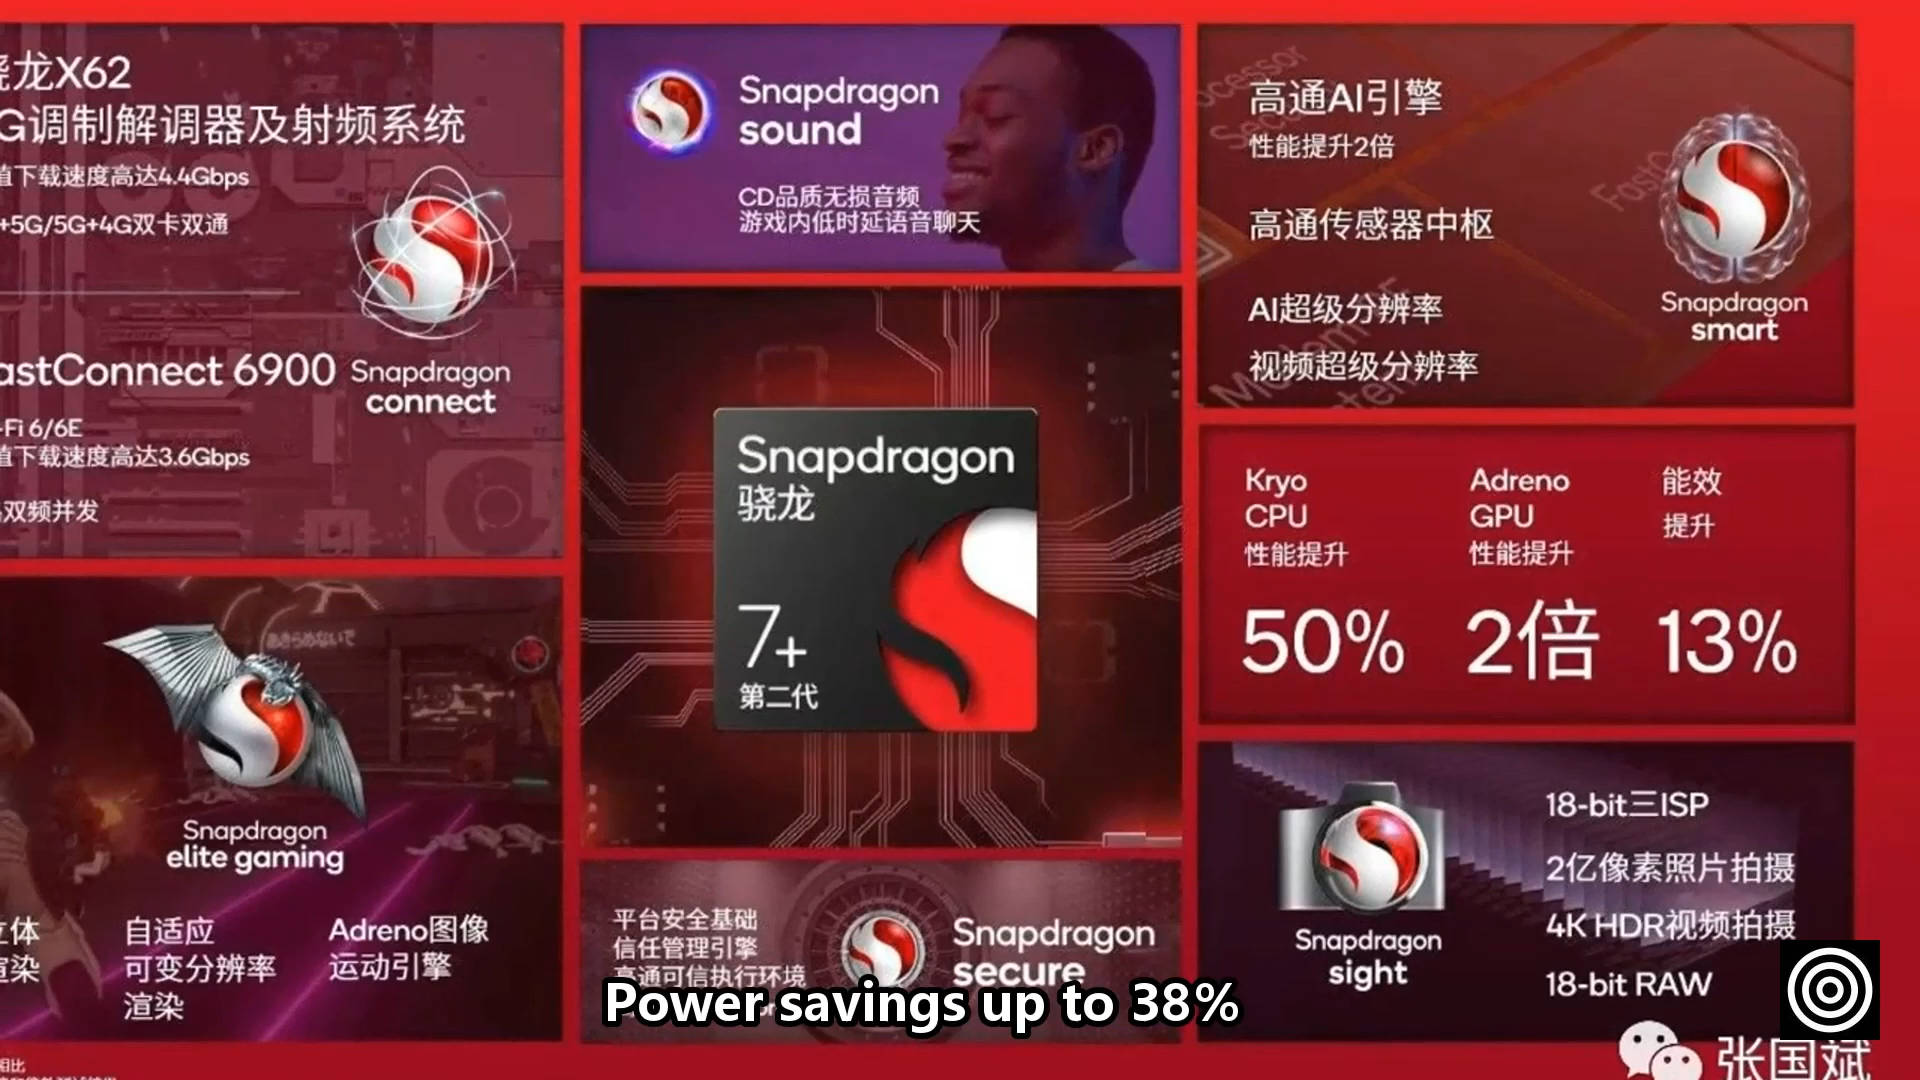 龙X62
G调制解调器及射频系统
值下载速度高达4.4Gbps
+5G/5G+4G双卡双通
Snapdragon
connect
astConnect 6900
-Fi 6/6E
值下载速度高达3.6Gbps
双频并发
Snapdragon
elite gaming
立体
渲染
自适应
可变分辨率
渲染
Adreno图像
运动引擎
Snapdragon
sound
CD品质无损音频
游戏内低时延语音聊天
Snapdragon
骁龙
7+
第二代
平台安全基础
信任管理引擎
高通可信执行环境
Snapdragon
secure
高通AI引擎
性能提升2倍
高通传感器中枢
AI超级分辨率
视频超级分辨率
Snapdragon
smart
Kryo
CPU
性能提升
50%
Adreno
GPU
性能提升
2倍
能效
提升
13%
Snapdragon
sight
18-bit三ISP
2亿像素照片拍摄
4K HDR视频拍摄
18-bit RAW
Power savings up to 38%
张国斌
相比